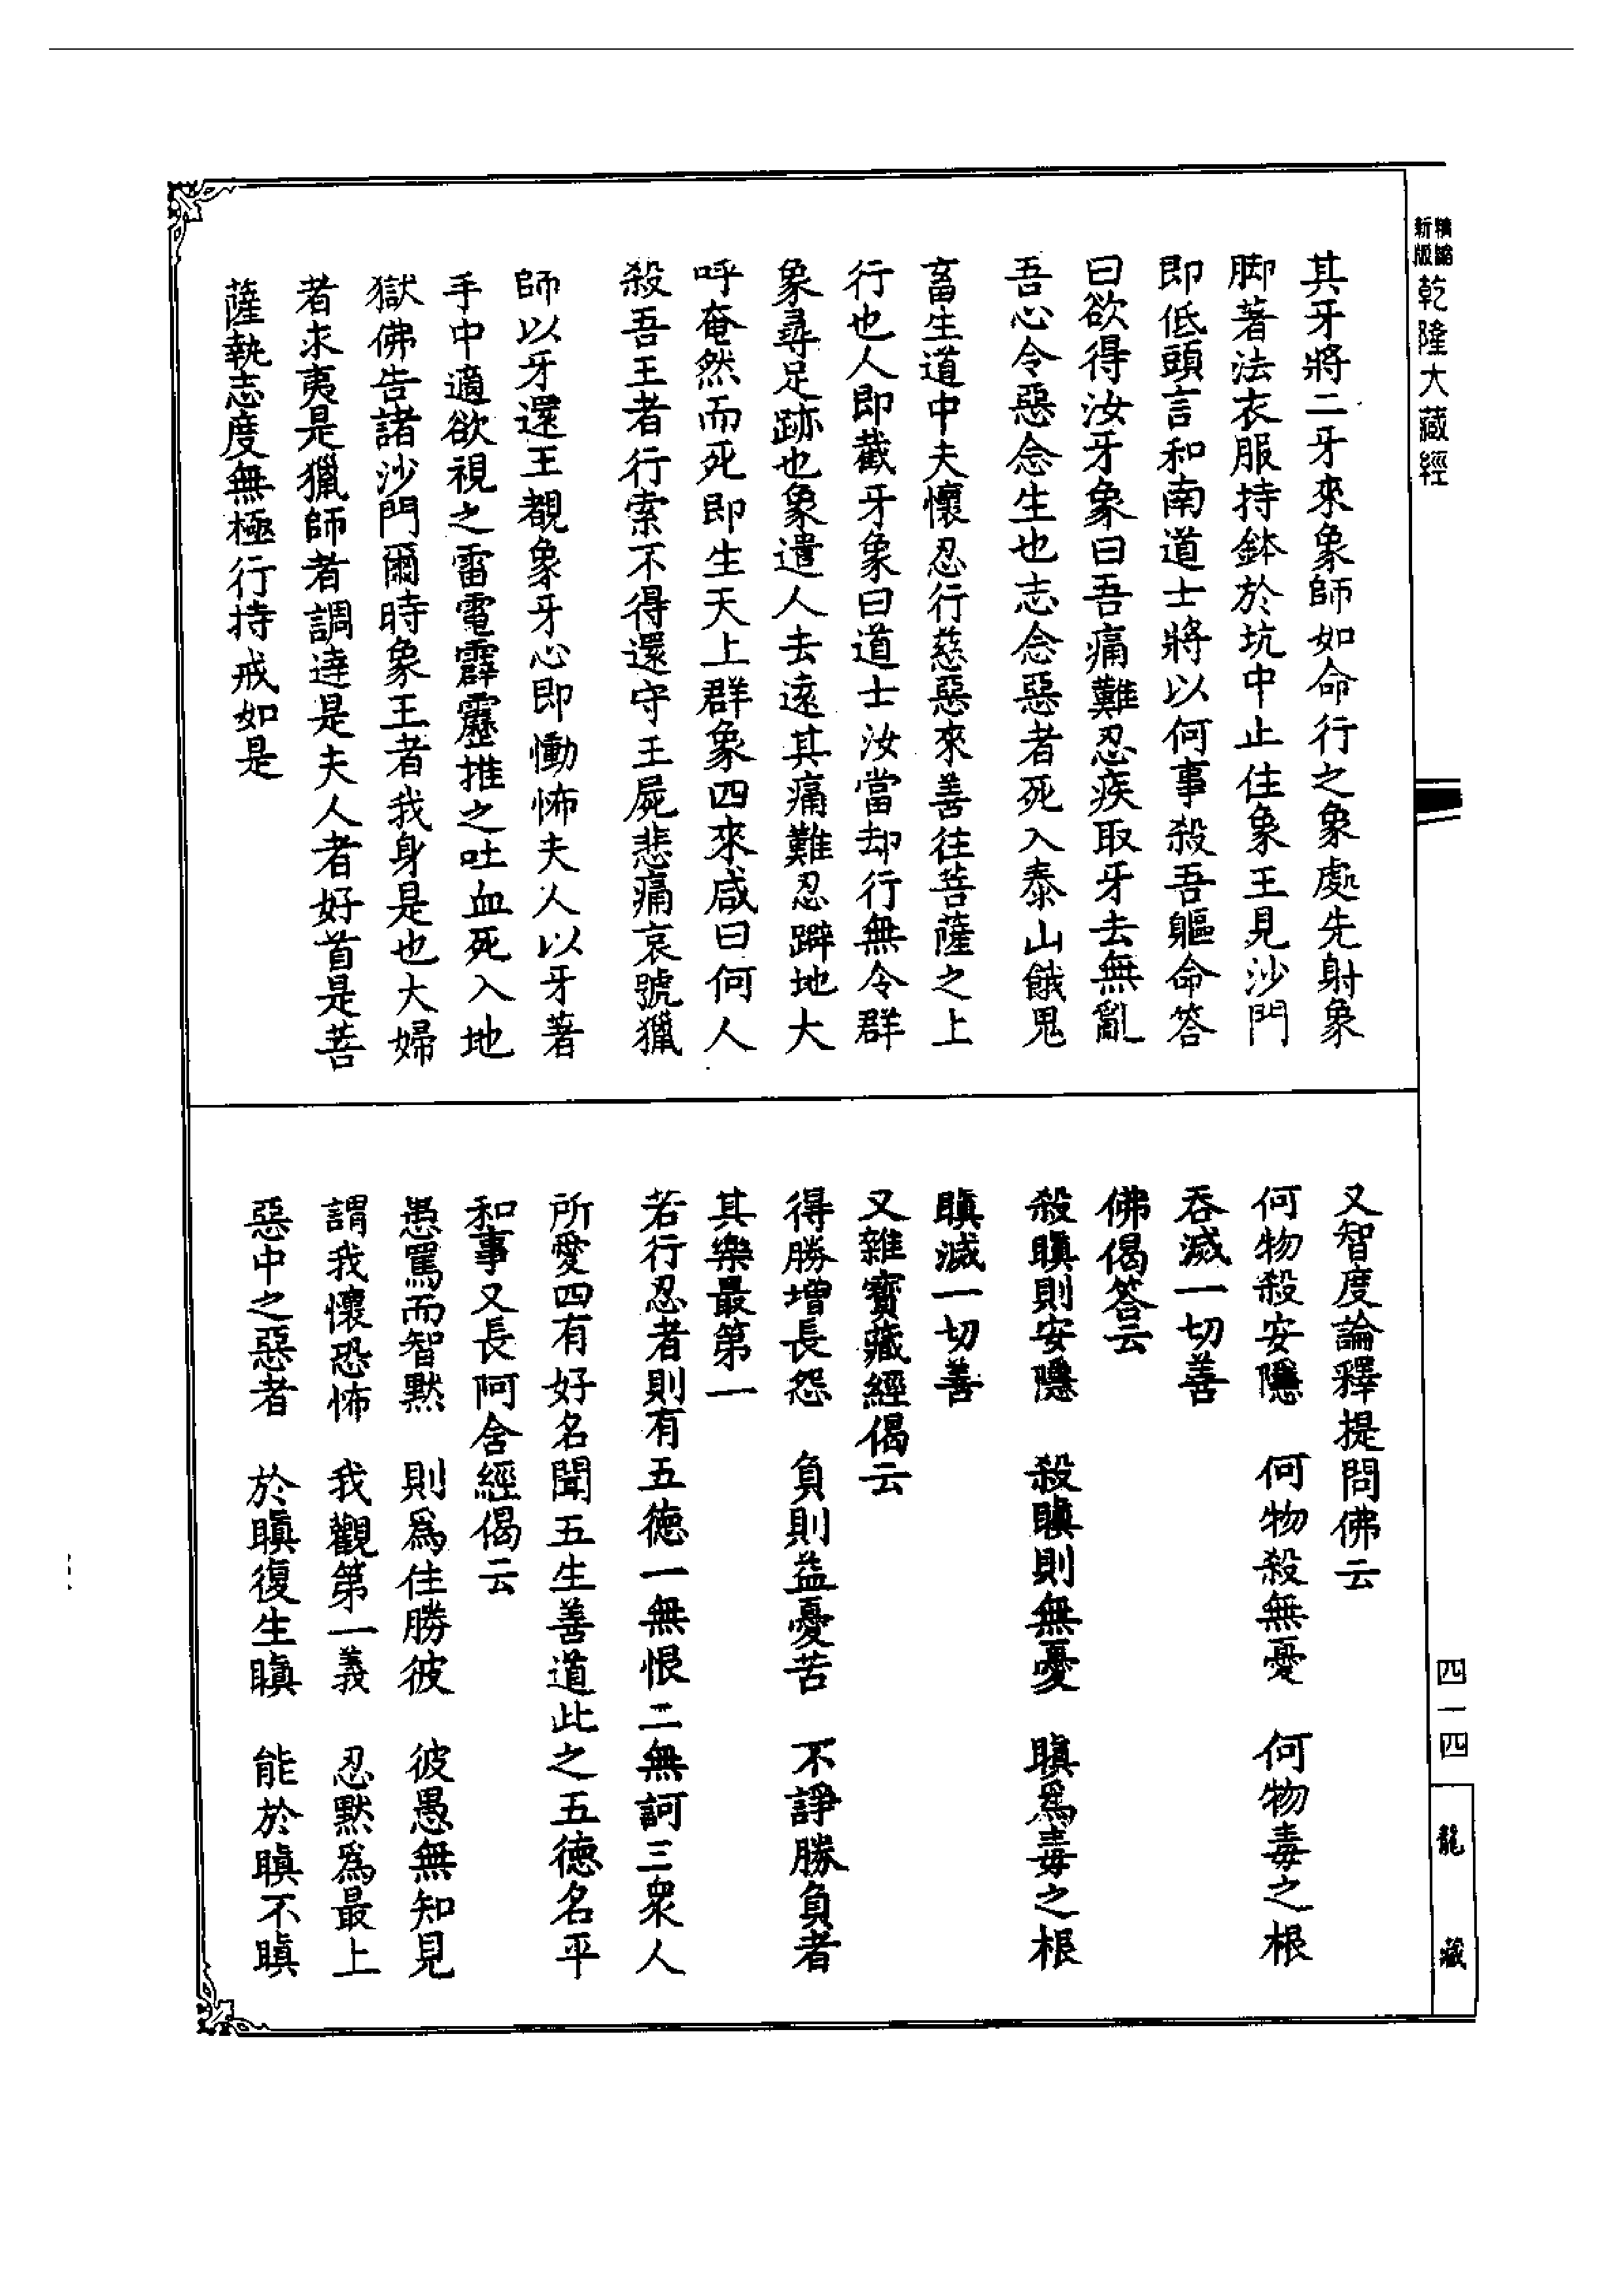 新版
精縮
乾隆大藏經
其牙將二牙來象師如命行之象處先射象
脚著法衣服持鉢於坑中止住象王見沙門
即低頭言和南道士將以何事殺吾軀命答
曰欲得汝牙象曰吾痛難忍疾取牙去無亂
吾心令惡念生也志念惡者死入泰山餓鬼
畜生道中夫懷忍行慈惡來善往菩薩之上
行也人即截牙象曰道士汝當却行無令群
象尋足跡也象遣人去遠其痛難忍躃地大
呼奄然而死即生天上群象四來咸曰何人
殺吾王者行索不得還守王屍悲痛哀號獵
師以牙還王覩象牙心即慟怖夫人以牙著
手中適欲視之雷電霹靂推之吐血死入地
獄佛告諸沙門爾時象王者我身是也大婦
者求夷是獵師者調達是夫人者好首是菩
薩執志度無極行持戒如是
又智度論釋提問佛云
何物殺安隱　何物殺無憂　何物毒之根
吞滅一切善
佛偈答云
殺瞋則安隱　殺瞋則無憂　瞋爲毒之根
瞋滅一切善
又雜寶藏經偈云
得勝增長怨　負則益憂苦　不諍勝負者
其樂最第一
若行忍者則有五徳一無恨二無訶三衆人
所愛四有好名聞五生善道此之五徳名平
和事又長阿含經偈云
愚罵而智默　則爲住勝彼　彼愚無知見
謂我懷恐怖　我觀第一義　忍默爲最上
惡中之惡者　於瞋復生瞋　能於瞋不瞋
四一四
龍藏